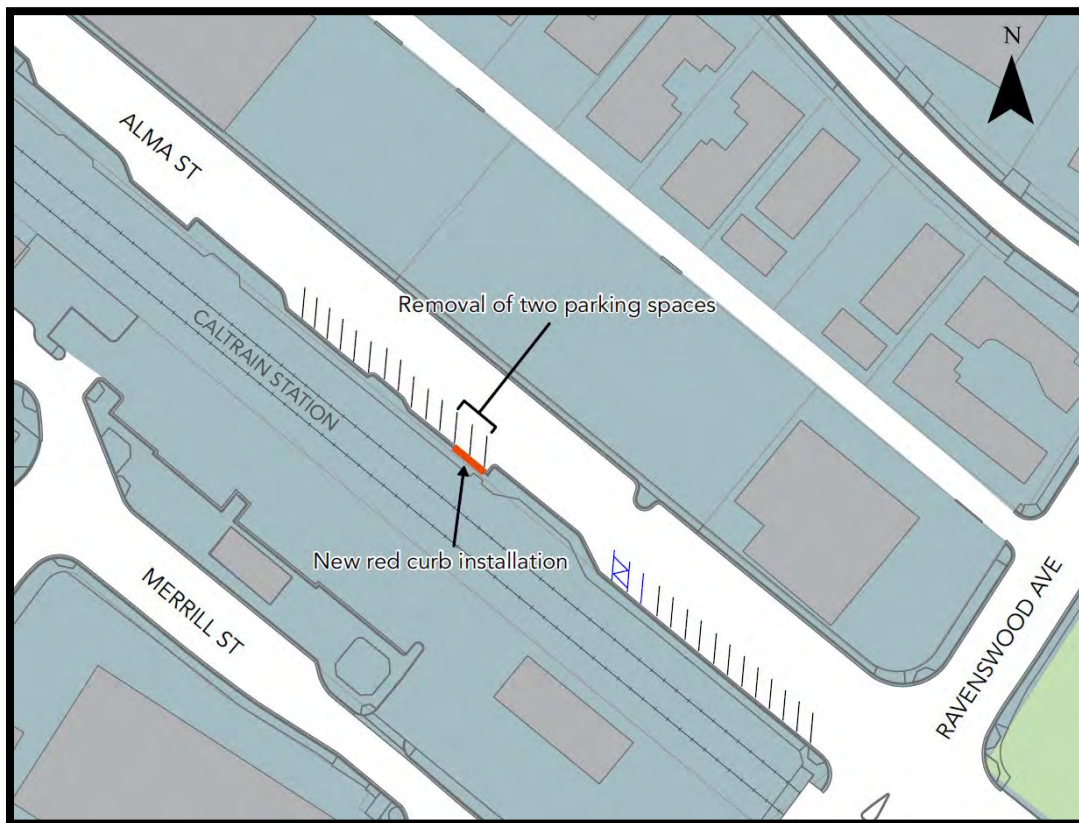 N
ALMA ST
Removal of two parking spaces
CALTRAIN STATION
New red curb installation
MERRILL ST
RAVENSWOOD AVE